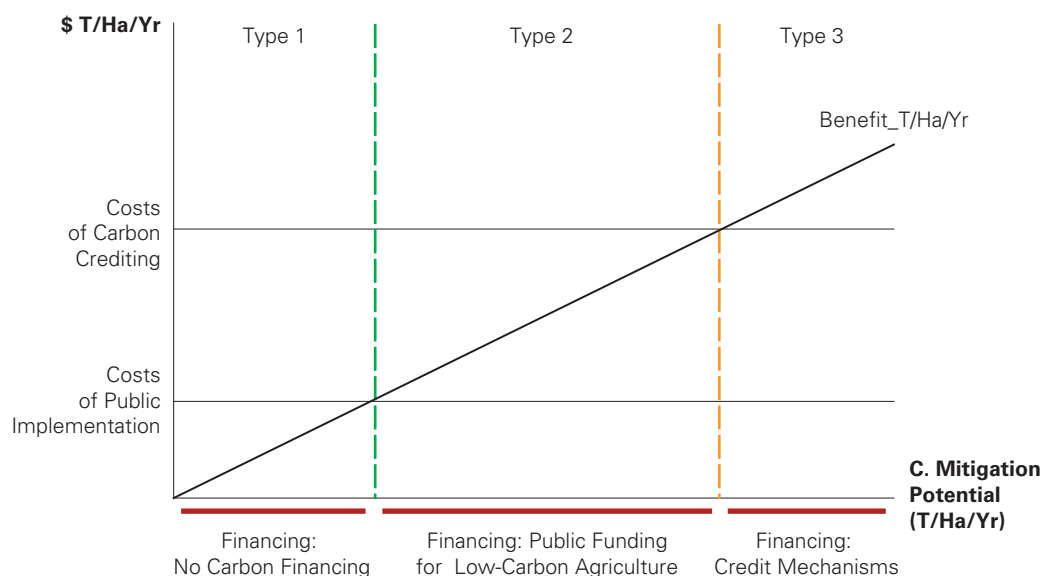 $ T/Ha/Yr
Type 1
Type 2
Type 3
Benefit_T/Ha/Yr
Costs
of Carbon
Crediting
Costs
of Public
Implementation
C. Mitigation
Potential
(T/Ha/Yr)
Financing:
No Carbon Financing
Financing: Public Funding
for Low-Carbon Agriculture
Financing:
Credit Mechanisms